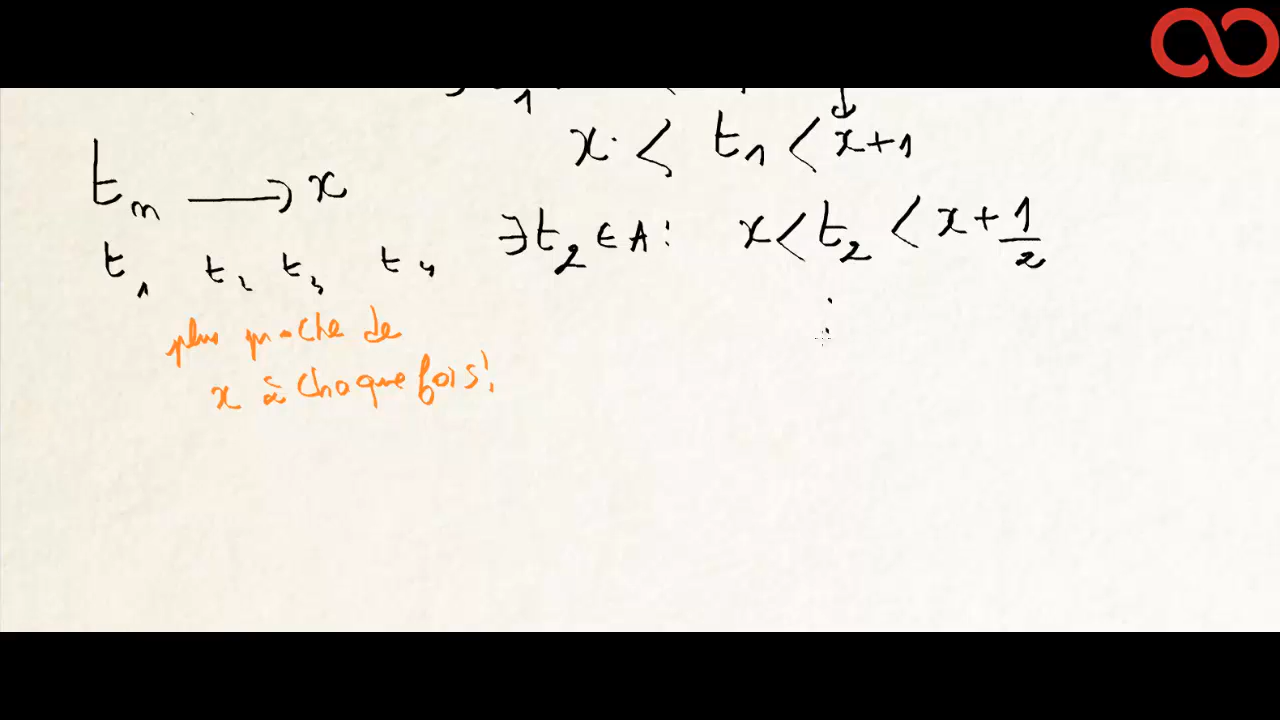 x < t₁ < x+1
tₙ → x
∃ t₂ ∈ A : x < t₂ < x + 1/2
t₁ t₂ t₃ t₄
plus proche de
x à chaque fois !